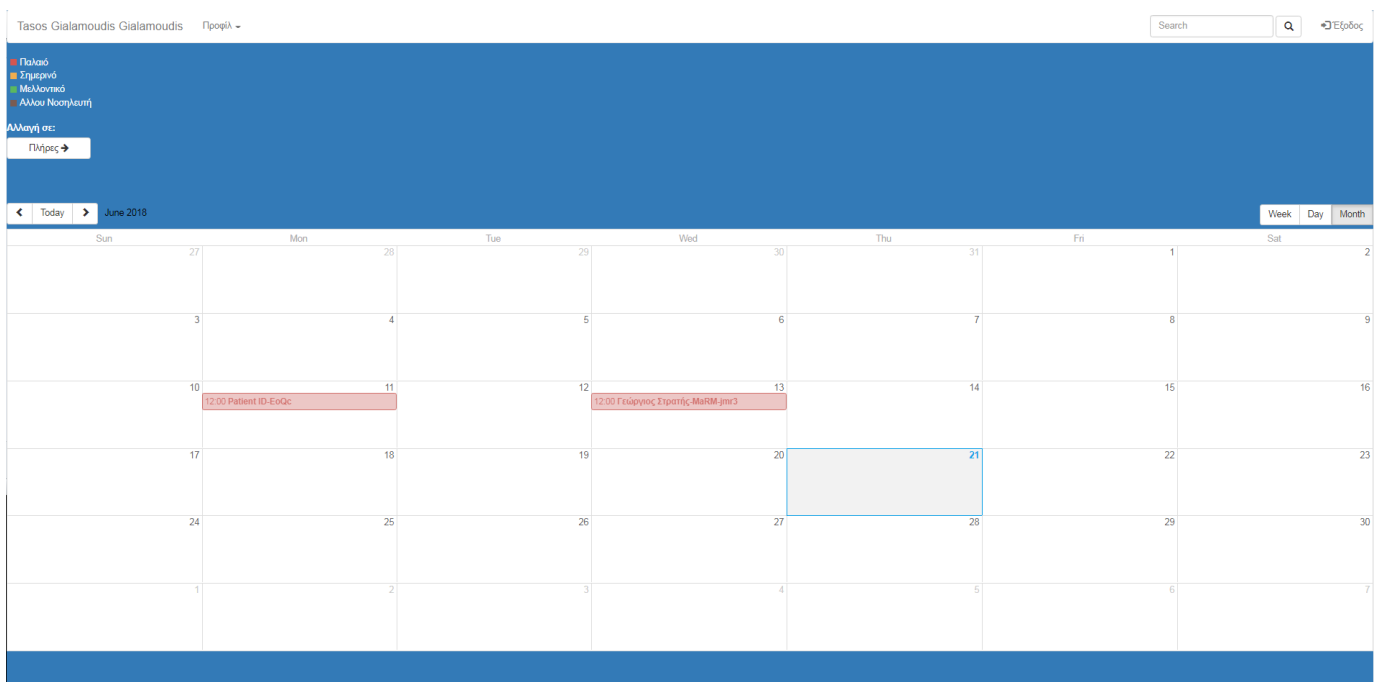 Tasos Gialamoudis Gialamoudis Προφίλ Search Έξοδος
Παλαιό
Σημερινό
Μελλοντικό
Άλλου Νοσηλευτή
Αλλαγή σε:
Πλήρες
Today June 2018 Week Day Month
Sun Mon Tue Wed Thu Fri Sat
27 28 29 30 31 1 2
3 4 5 6 7 8 9
10 11 12 13 14 15 16
12:00 Patient ID-EoQc 12:00 Γεώργιος Στρατής-MaRM-jmr3
17 18 19 20 21 22 23
24 25 26 27 28 29 30
1 2 3 4 5 6 7